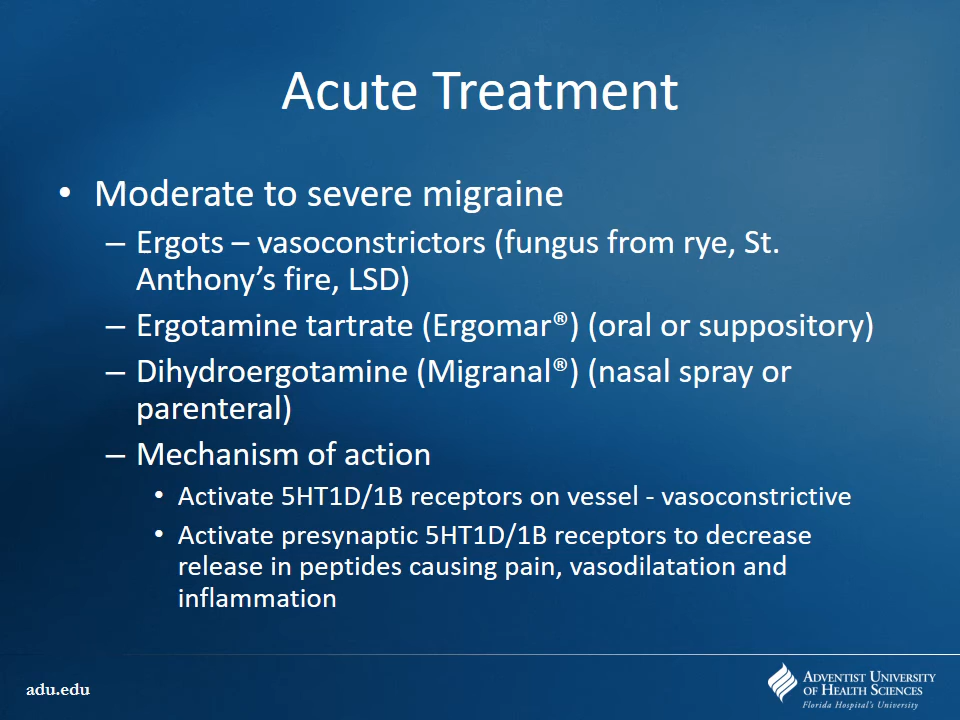 Acute Treatment
• Moderate to severe migraine
– Ergots – vasoconstrictors (fungus from rye, St.
Anthony’s fire, LSD)
– Ergotamine tartrate (Ergomar®) (oral or suppository)
– Dihydroergotamine (Migranal®) (nasal spray or
parenteral)
– Mechanism of action
• Activate 5HT1D/1B receptors on vessel - vasoconstrictive
• Activate presynaptic 5HT1D/1B receptors to decrease
release in peptides causing pain, vasodilatation and
inflammation
adu.edu
ADVENTIST UNIVERSITY
OF HEALTH SCIENCES
Florida Hospital's University